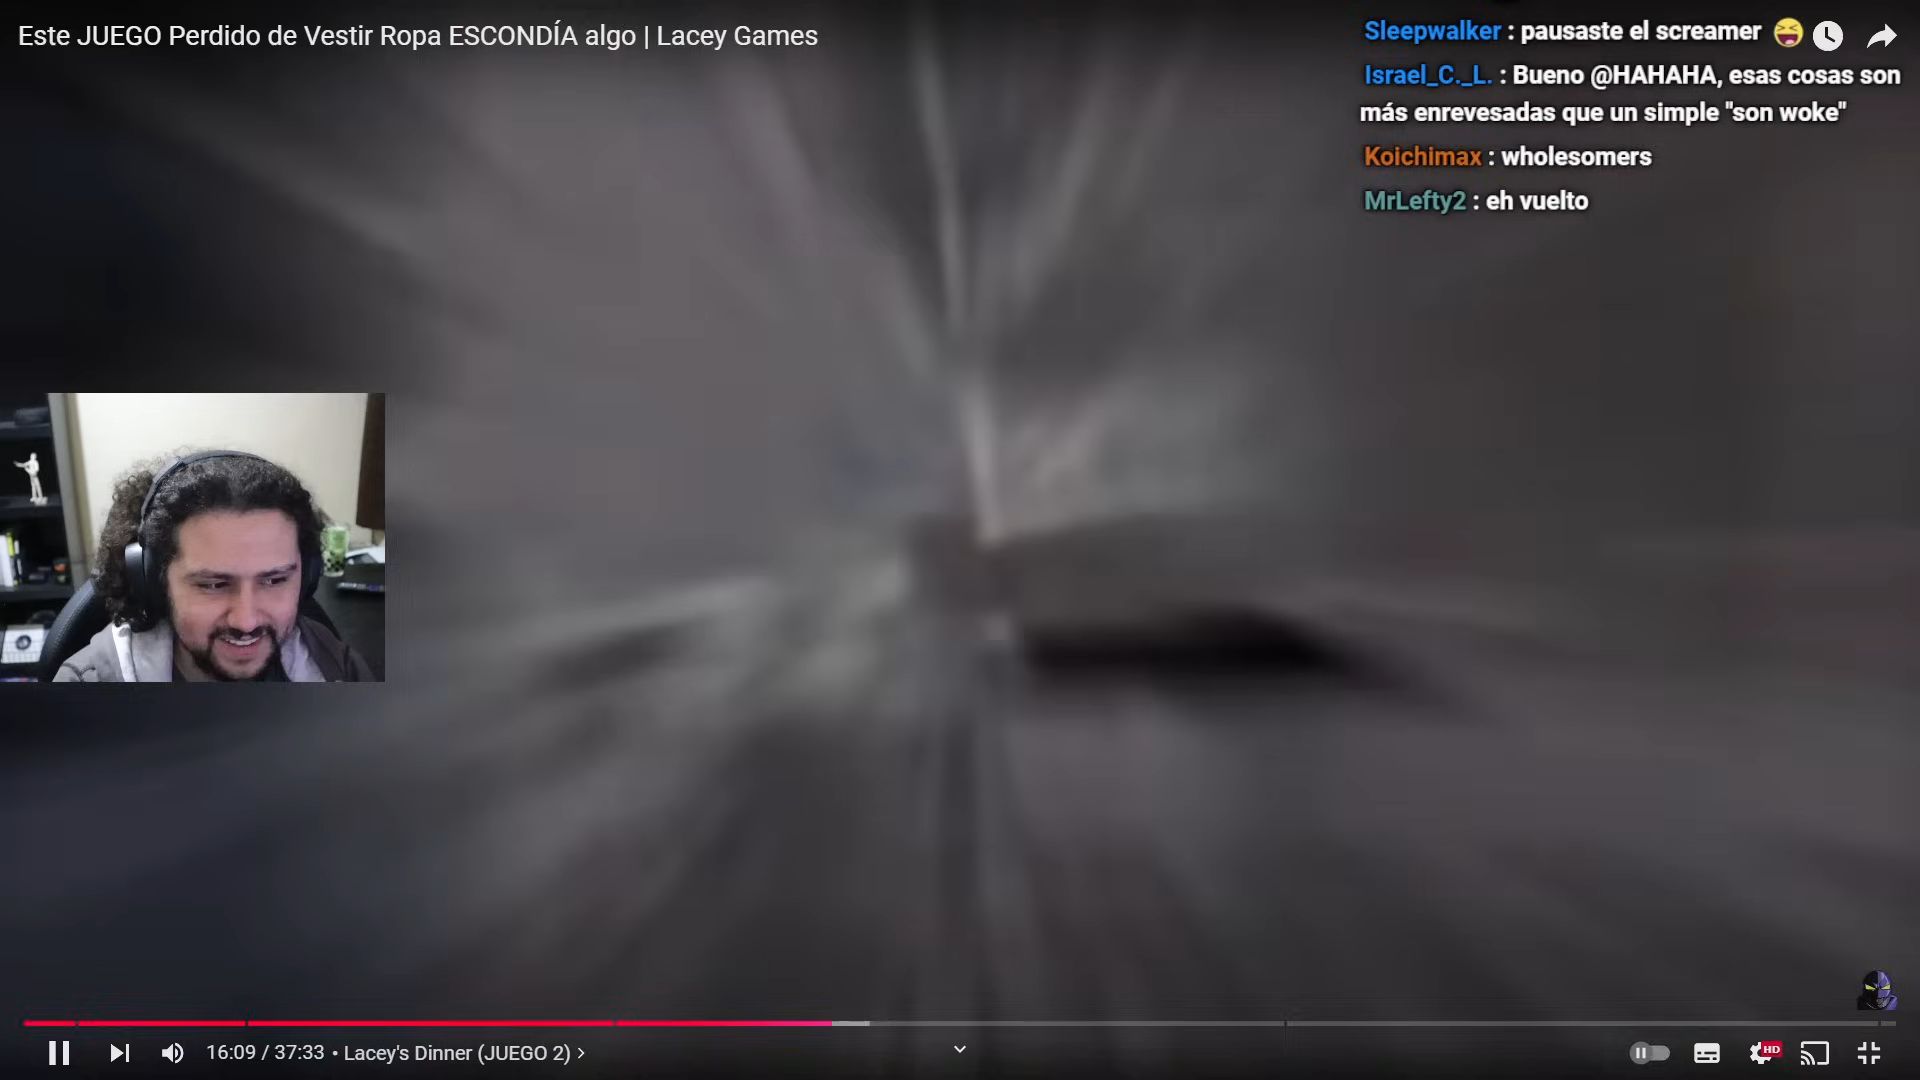 Este JUEGO Perdido de Vestir Ropa ESCONDÍA algo | Lacey Games
Sleepwalker : pausaste el screamer
Israel_C._L. : Bueno @HAHAHA, esas cosas son
más enrevesadas que un simple "son woke"
Koichimax : wholesomers
MrLefty2 : eh vuelto
16:09 / 37:33 • Lacey's Dinner (JUEGO 2)
HD